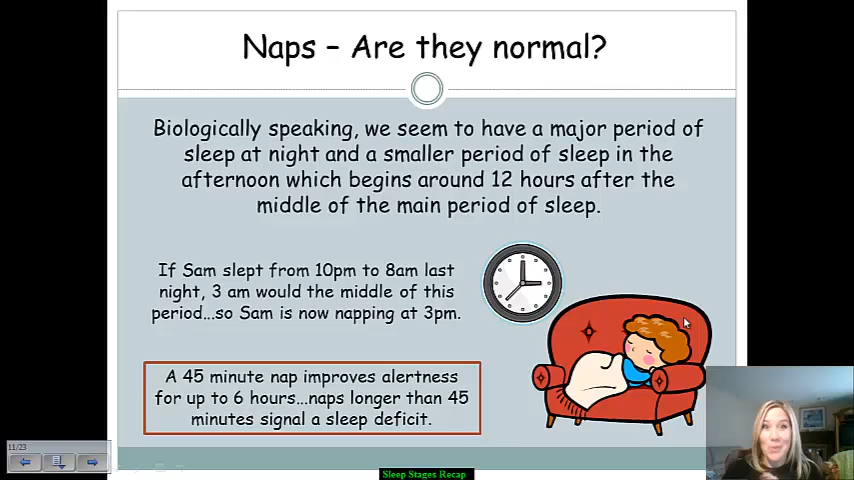 Naps – Are they normal?
Biologically speaking, we seem to have a major period of
sleep at night and a smaller period of sleep in the
afternoon which begins around 12 hours after the
middle of the main period of sleep.
If Sam slept from 10pm to 8am last
night, 3 am would the middle of this
period...so Sam is now napping at 3pm.
A 45 minute nap improves alertness
for up to 6 hours...naps longer than 45
minutes signal a sleep deficit.
11/23
Sleep Stages Recap